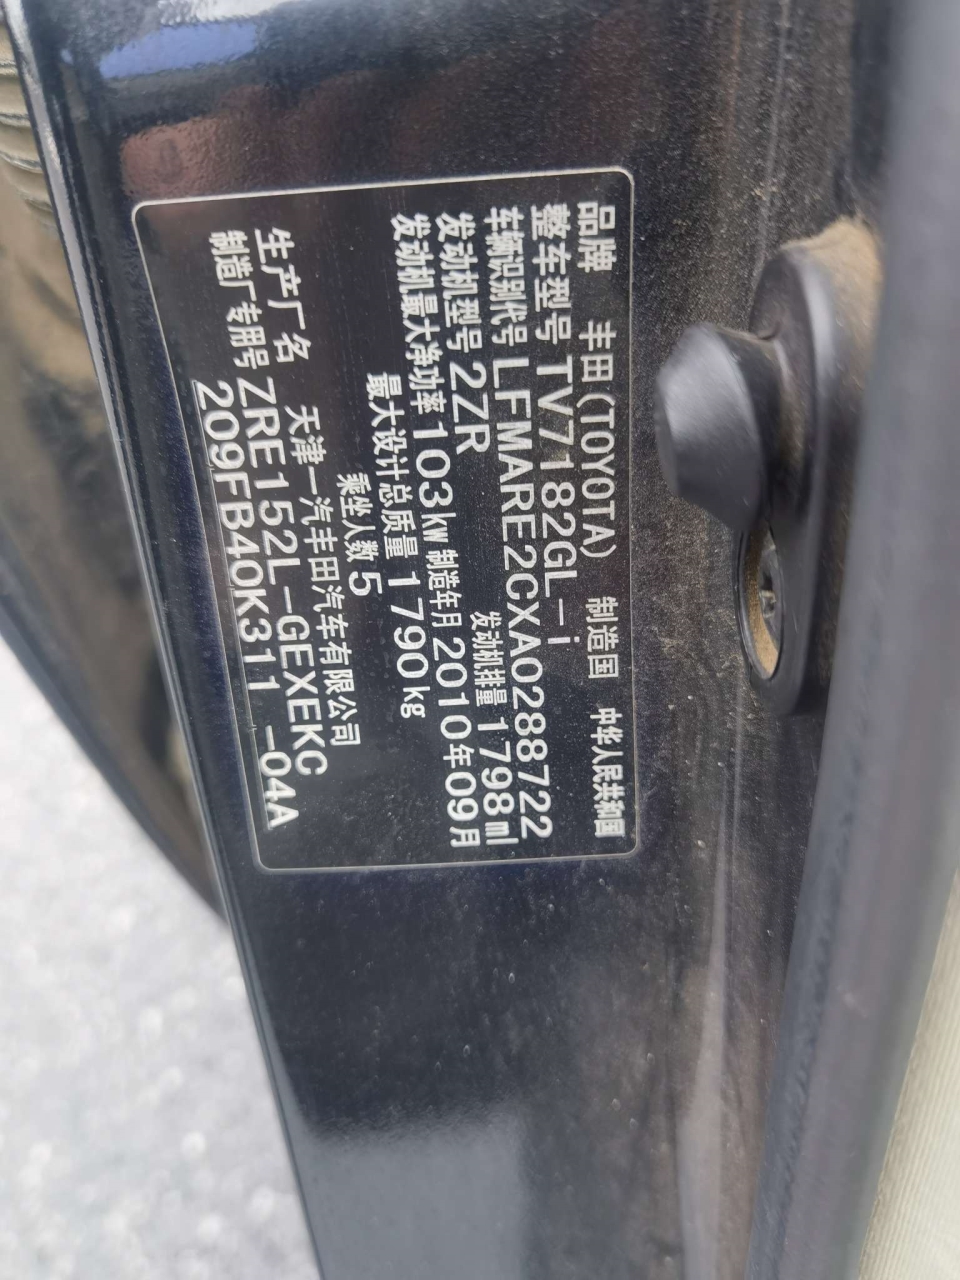 品牌 丰田(TOYOTA) 制造国 中华人民共和国
整车型号 TV7182GL-i
车辆识别代号 LFMARE2CXA0288722
发动机型号 2ZR 发动机排量 1798ml
发动机最大净功率 103kW 制造年月 2010年09月
最大设计总质量 1790kg
乘坐人数 5
生产厂名 天津一汽丰田汽车有限公司
制造厂专用号 ZRE152L-GEXEKC
209FB40K311 -04A